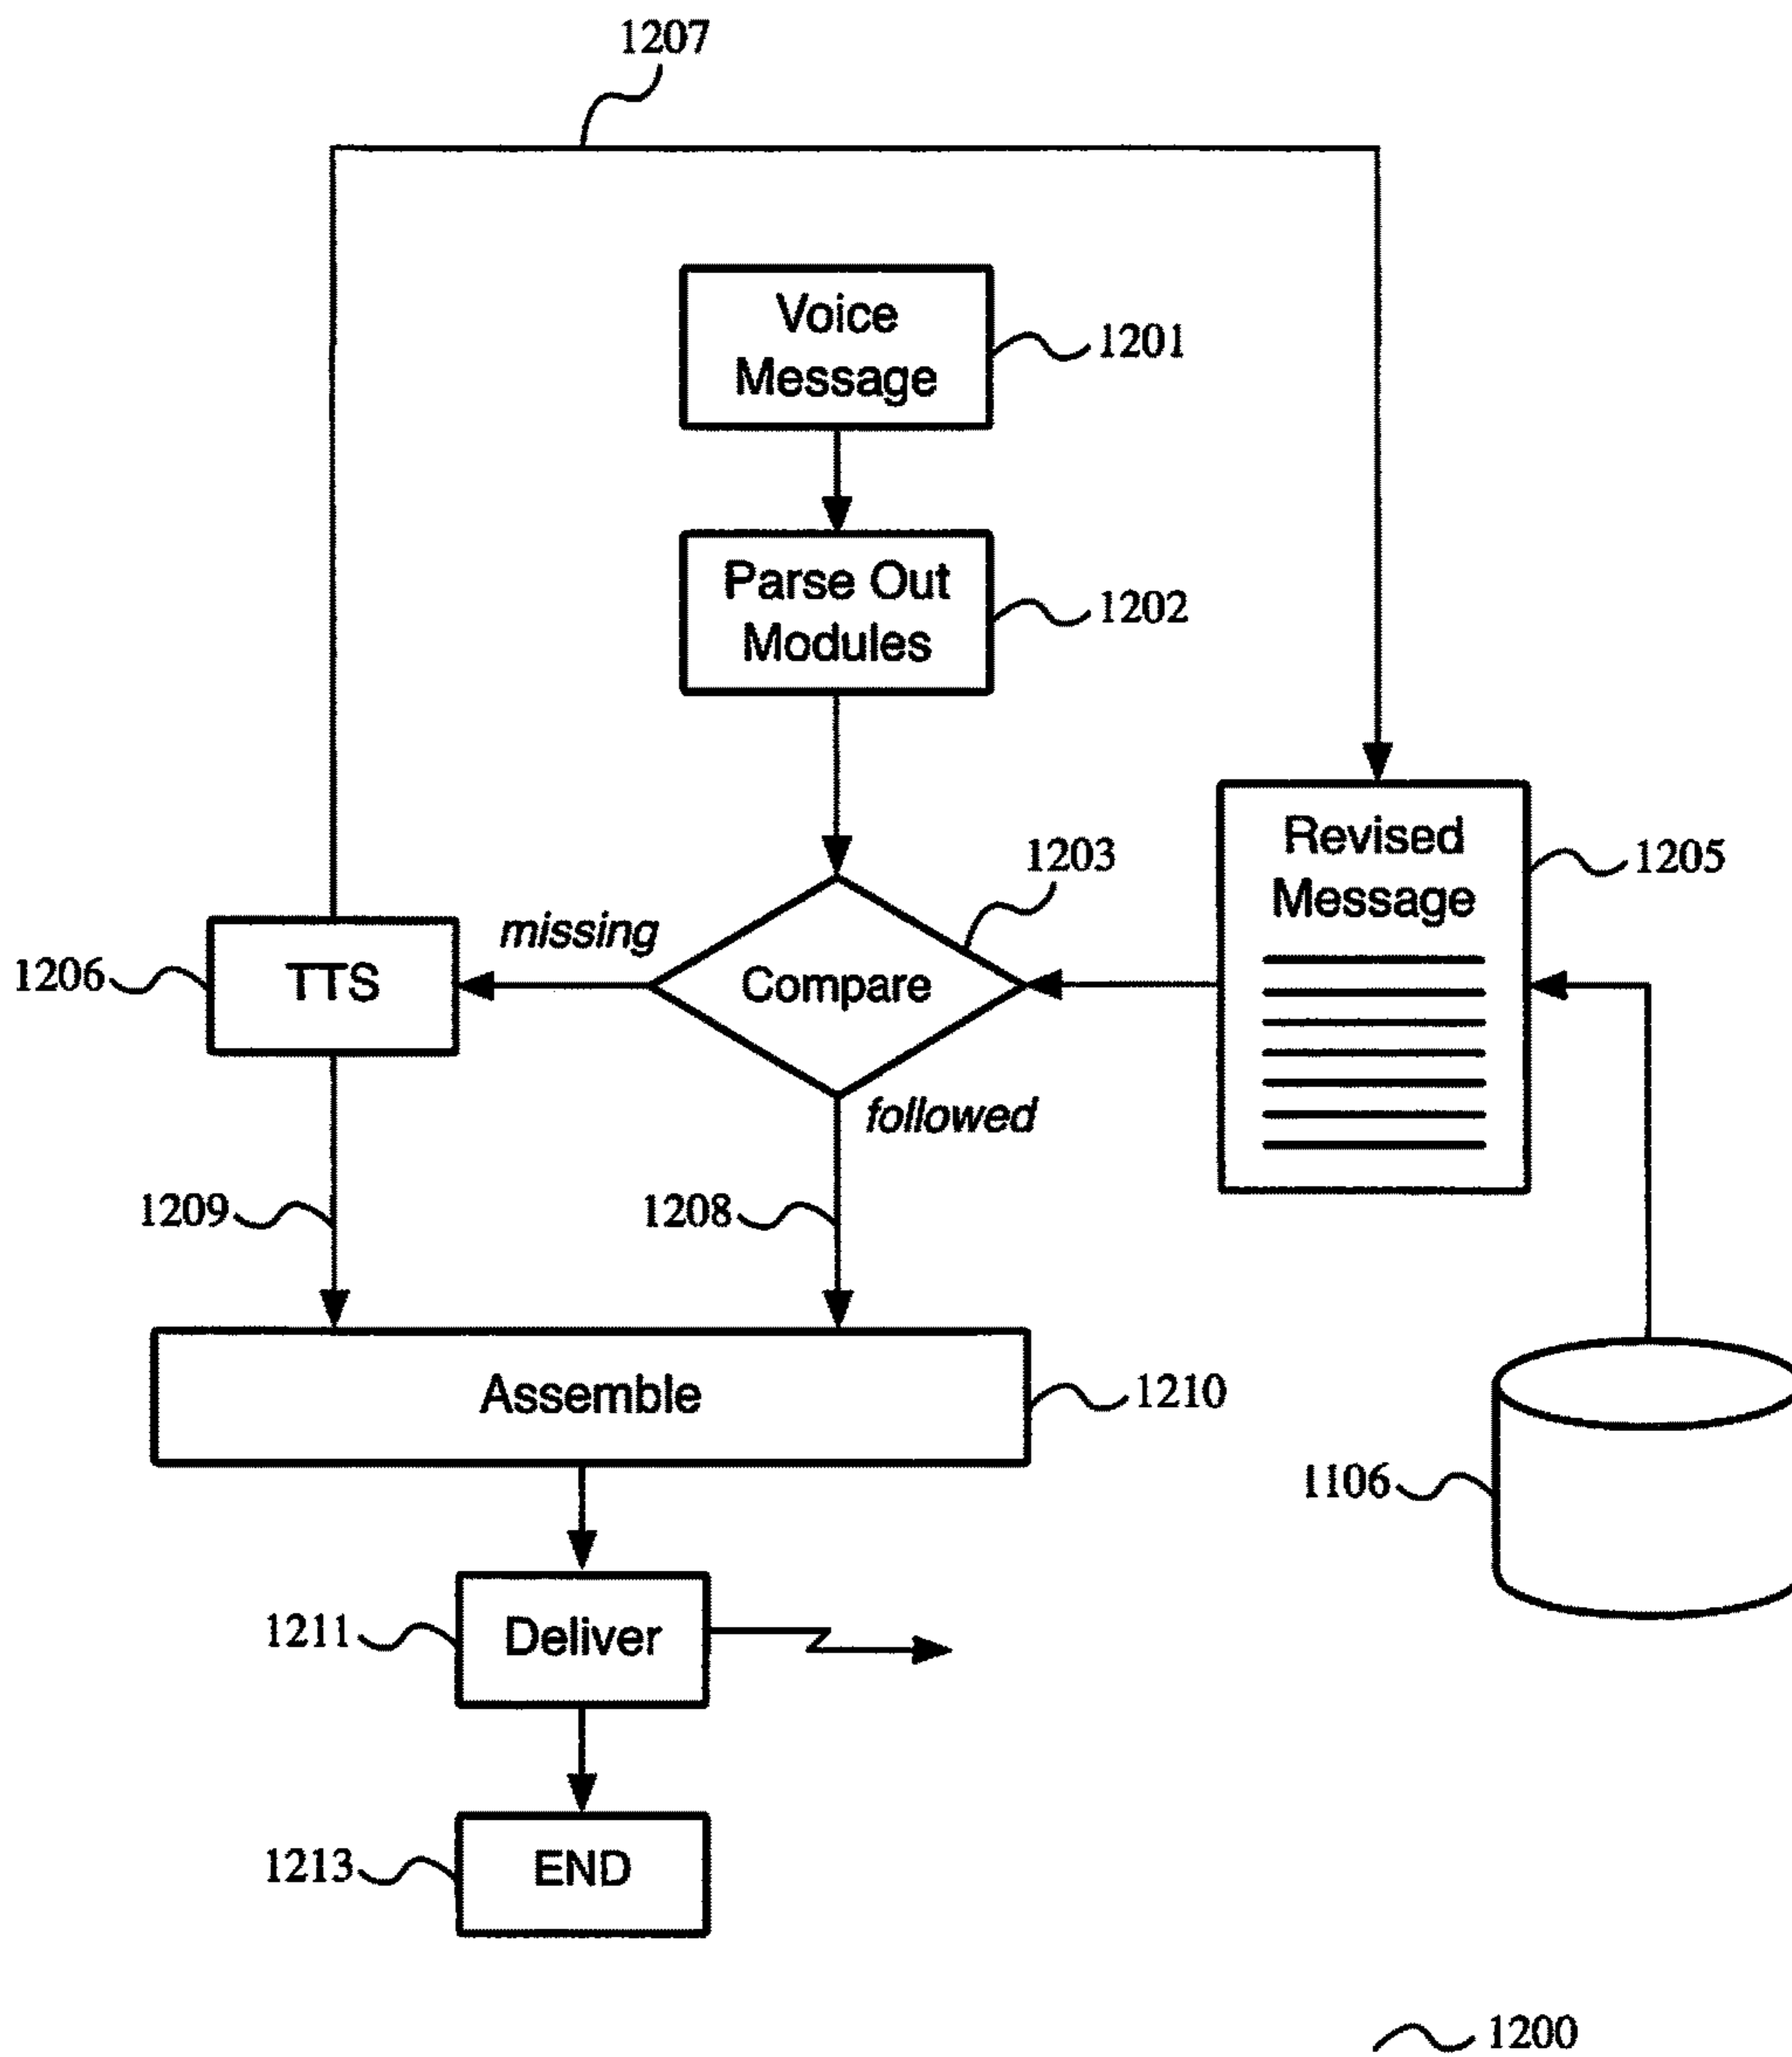 1207
Voice
Message
1201
Parse Out
Modules
1202
Revised
Message
1205
1203
missing
Compare
TTS
1206
followed
1209
1208
Assemble
1210
1106
Deliver
1211
END
1213
1200